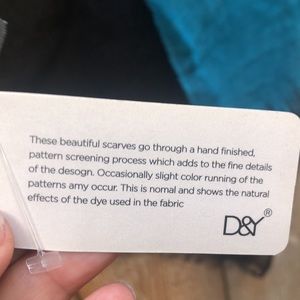 These beautiful scarves go through a hand finished,
pattern screening process which adds to the fine details
of the desogn. Occasionally slight color running of the
patterns amy occur. This is nomal and shows the natural
effects of the dye used in the fabric
D&Y®